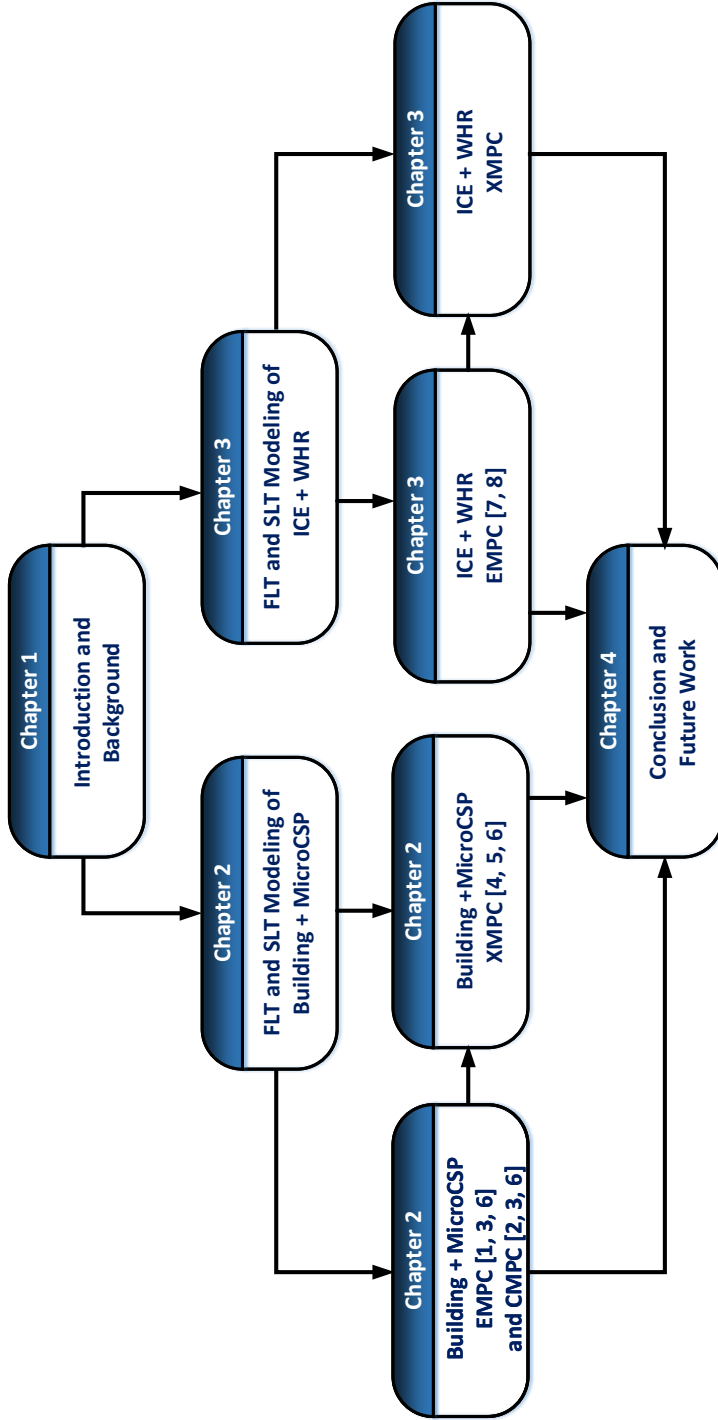 Chapter 1
Introduction and
Background
Chapter 2
FLT and SLT Modeling of
Building + MicroCSP
Chapter 3
FLT and SLT Modeling of
ICE + WHR
Chapter 2
Building + MicroCSP
EMPC [1, 3, 6]
and CMPC [2, 3, 6]
Chapter 2
Building +MicroCSP
XMPC [4, 5, 6]
Chapter 3
ICE + WHR
EMPC [7, 8]
Chapter 3
ICE + WHR
XMPC
Chapter 4
Conclusion and
Future Work